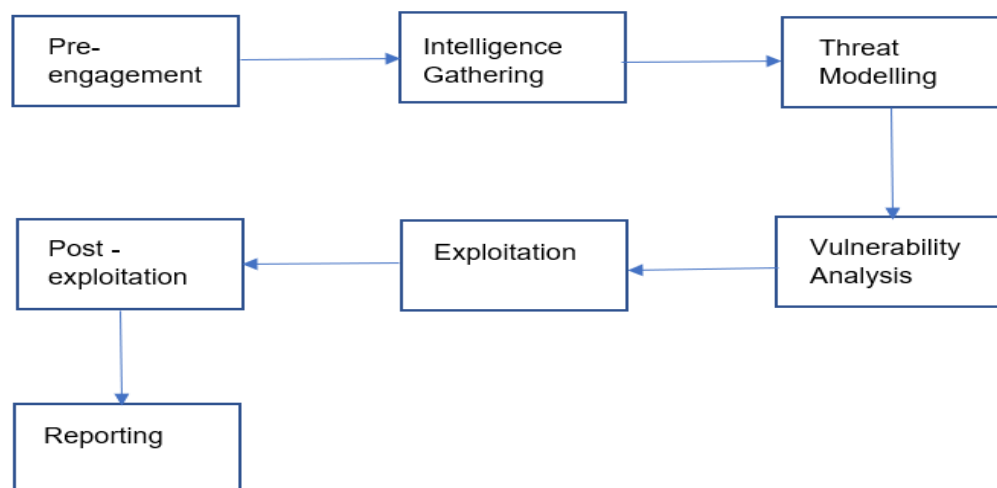 Pre-
engagement
Intelligence
Gathering
Threat
Modelling
Post -
exploitation
Exploitation
Vulnerability
Analysis
Reporting